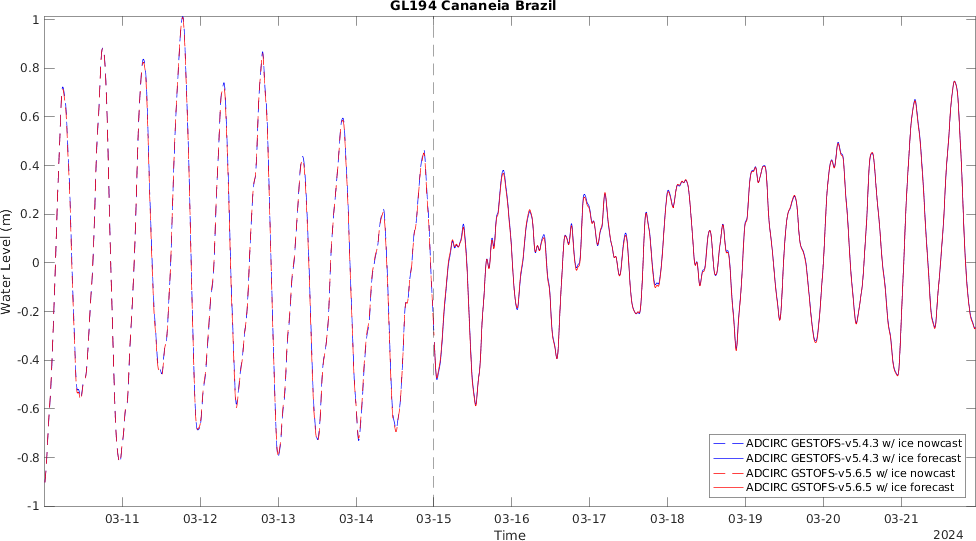 GL194 Cananeia Brazil
1
0.8
0.6
0.4
0.2
0
-0.2
-0.4
-0.6
-0.8
-1
Water Level (m)
03-11 03-12 03-13 03-14 03-15 03-16 03-17 03-18 03-19 03-20 03-21
Time
2024
ADCIRC GESTOFS-v5.4.3 w/ ice nowcast
ADCIRC GESTOFS-v5.4.3 w/ ice forecast
ADCIRC GSTOFS-v5.6.5 w/ ice nowcast
ADCIRC GSTOFS-v5.6.5 w/ ice forecast